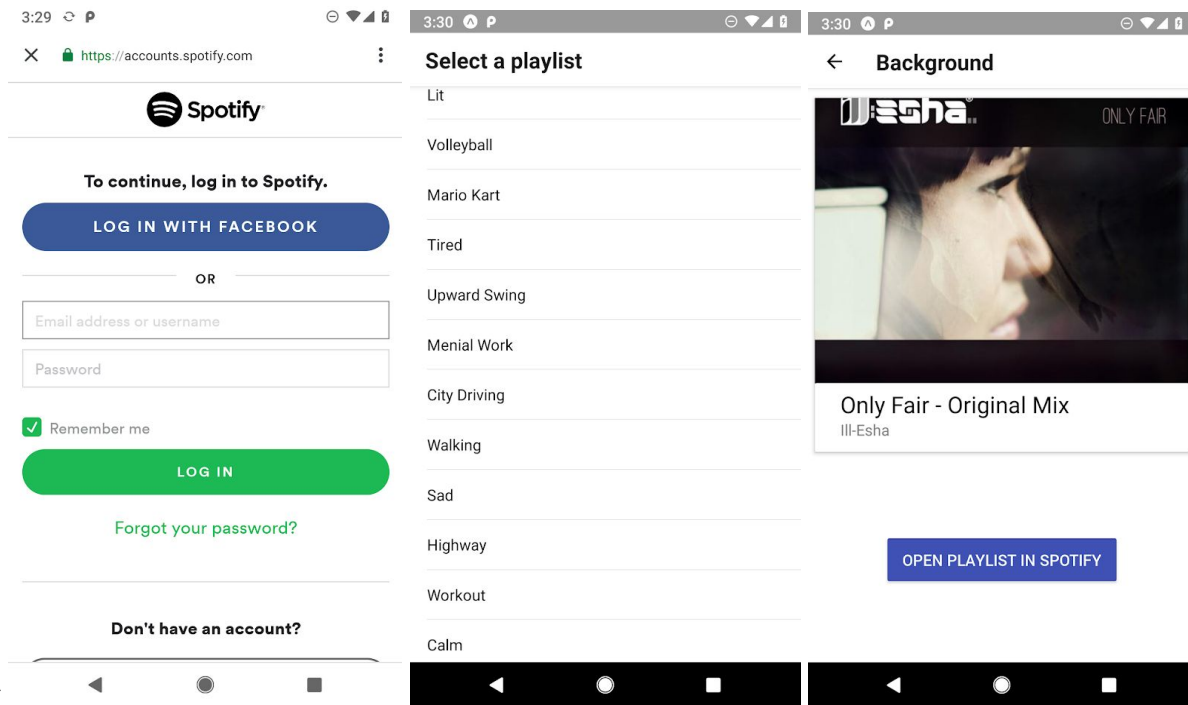 3:29
https://accounts.spotify.com
Spotify
To continue, log in to Spotify.
LOG IN WITH FACEBOOK
OR
Email address or username
Password
Remember me
LOG IN
Forgot your password?
Don't have an account?
3:30
Select a playlist
Lit
Volleyball
Mario Kart
Tired
Upward Swing
Menial Work
City Driving
Walking
Sad
Highway
Workout
Calm
3:30
Background
ill-esha
ONLY FAIR
Only Fair - Original Mix
Ill-Esha
OPEN PLAYLIST IN SPOTIFY